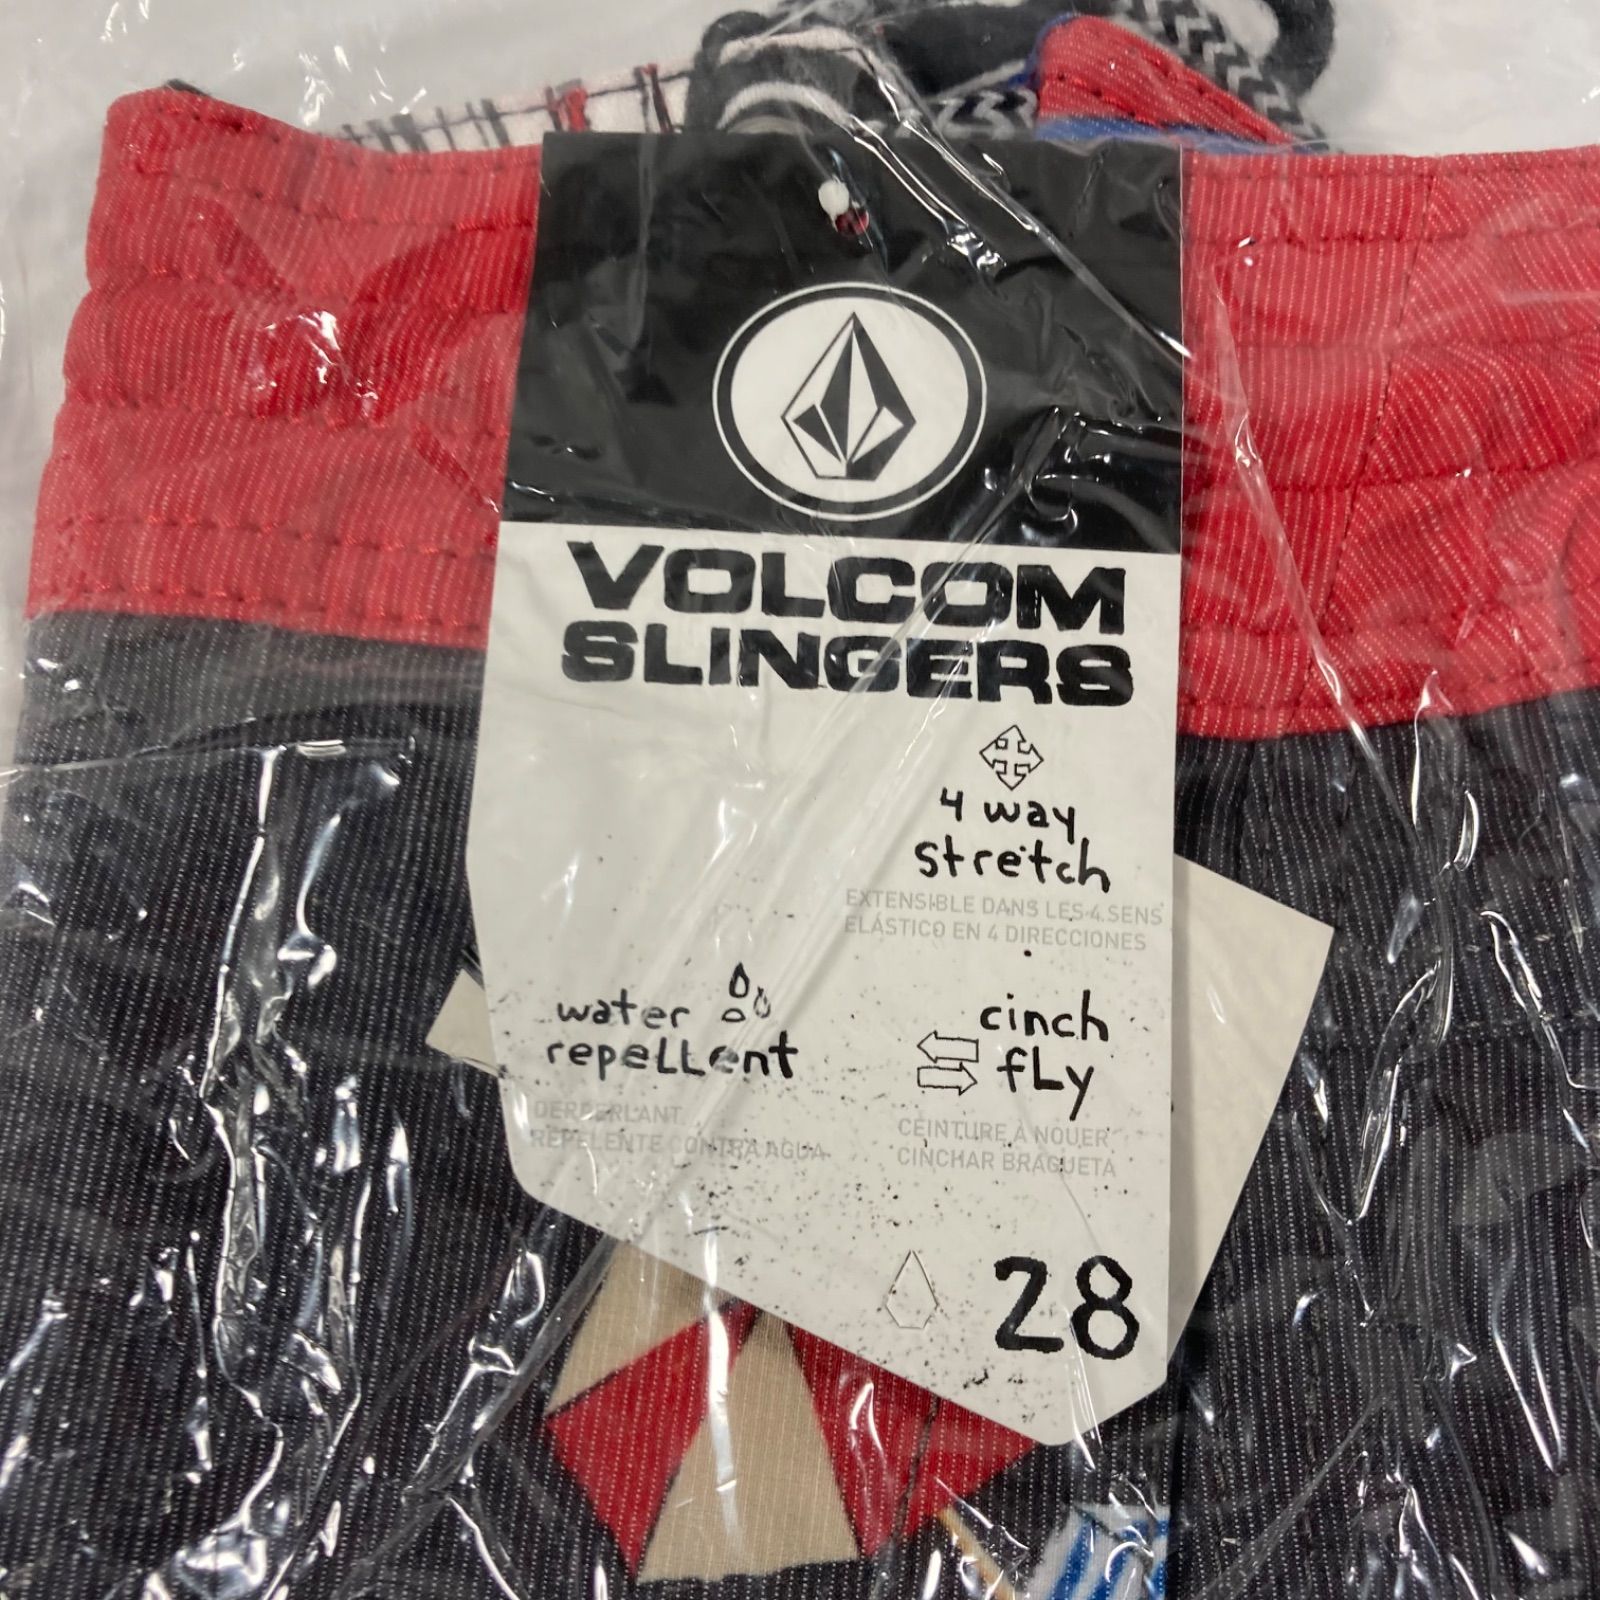 VOLCOM
SLINGERS
4 way
stretch
EXTENSIBLE DANS LES 4 SENS
ELÁSTICO EN 4 DIRECCIONES
water
repellent
DEPERLANT
REPELENTE CONTRA AGUA
cinch
fly
CEINTURE À NOUER
CINCHAR BRAGUETA
28